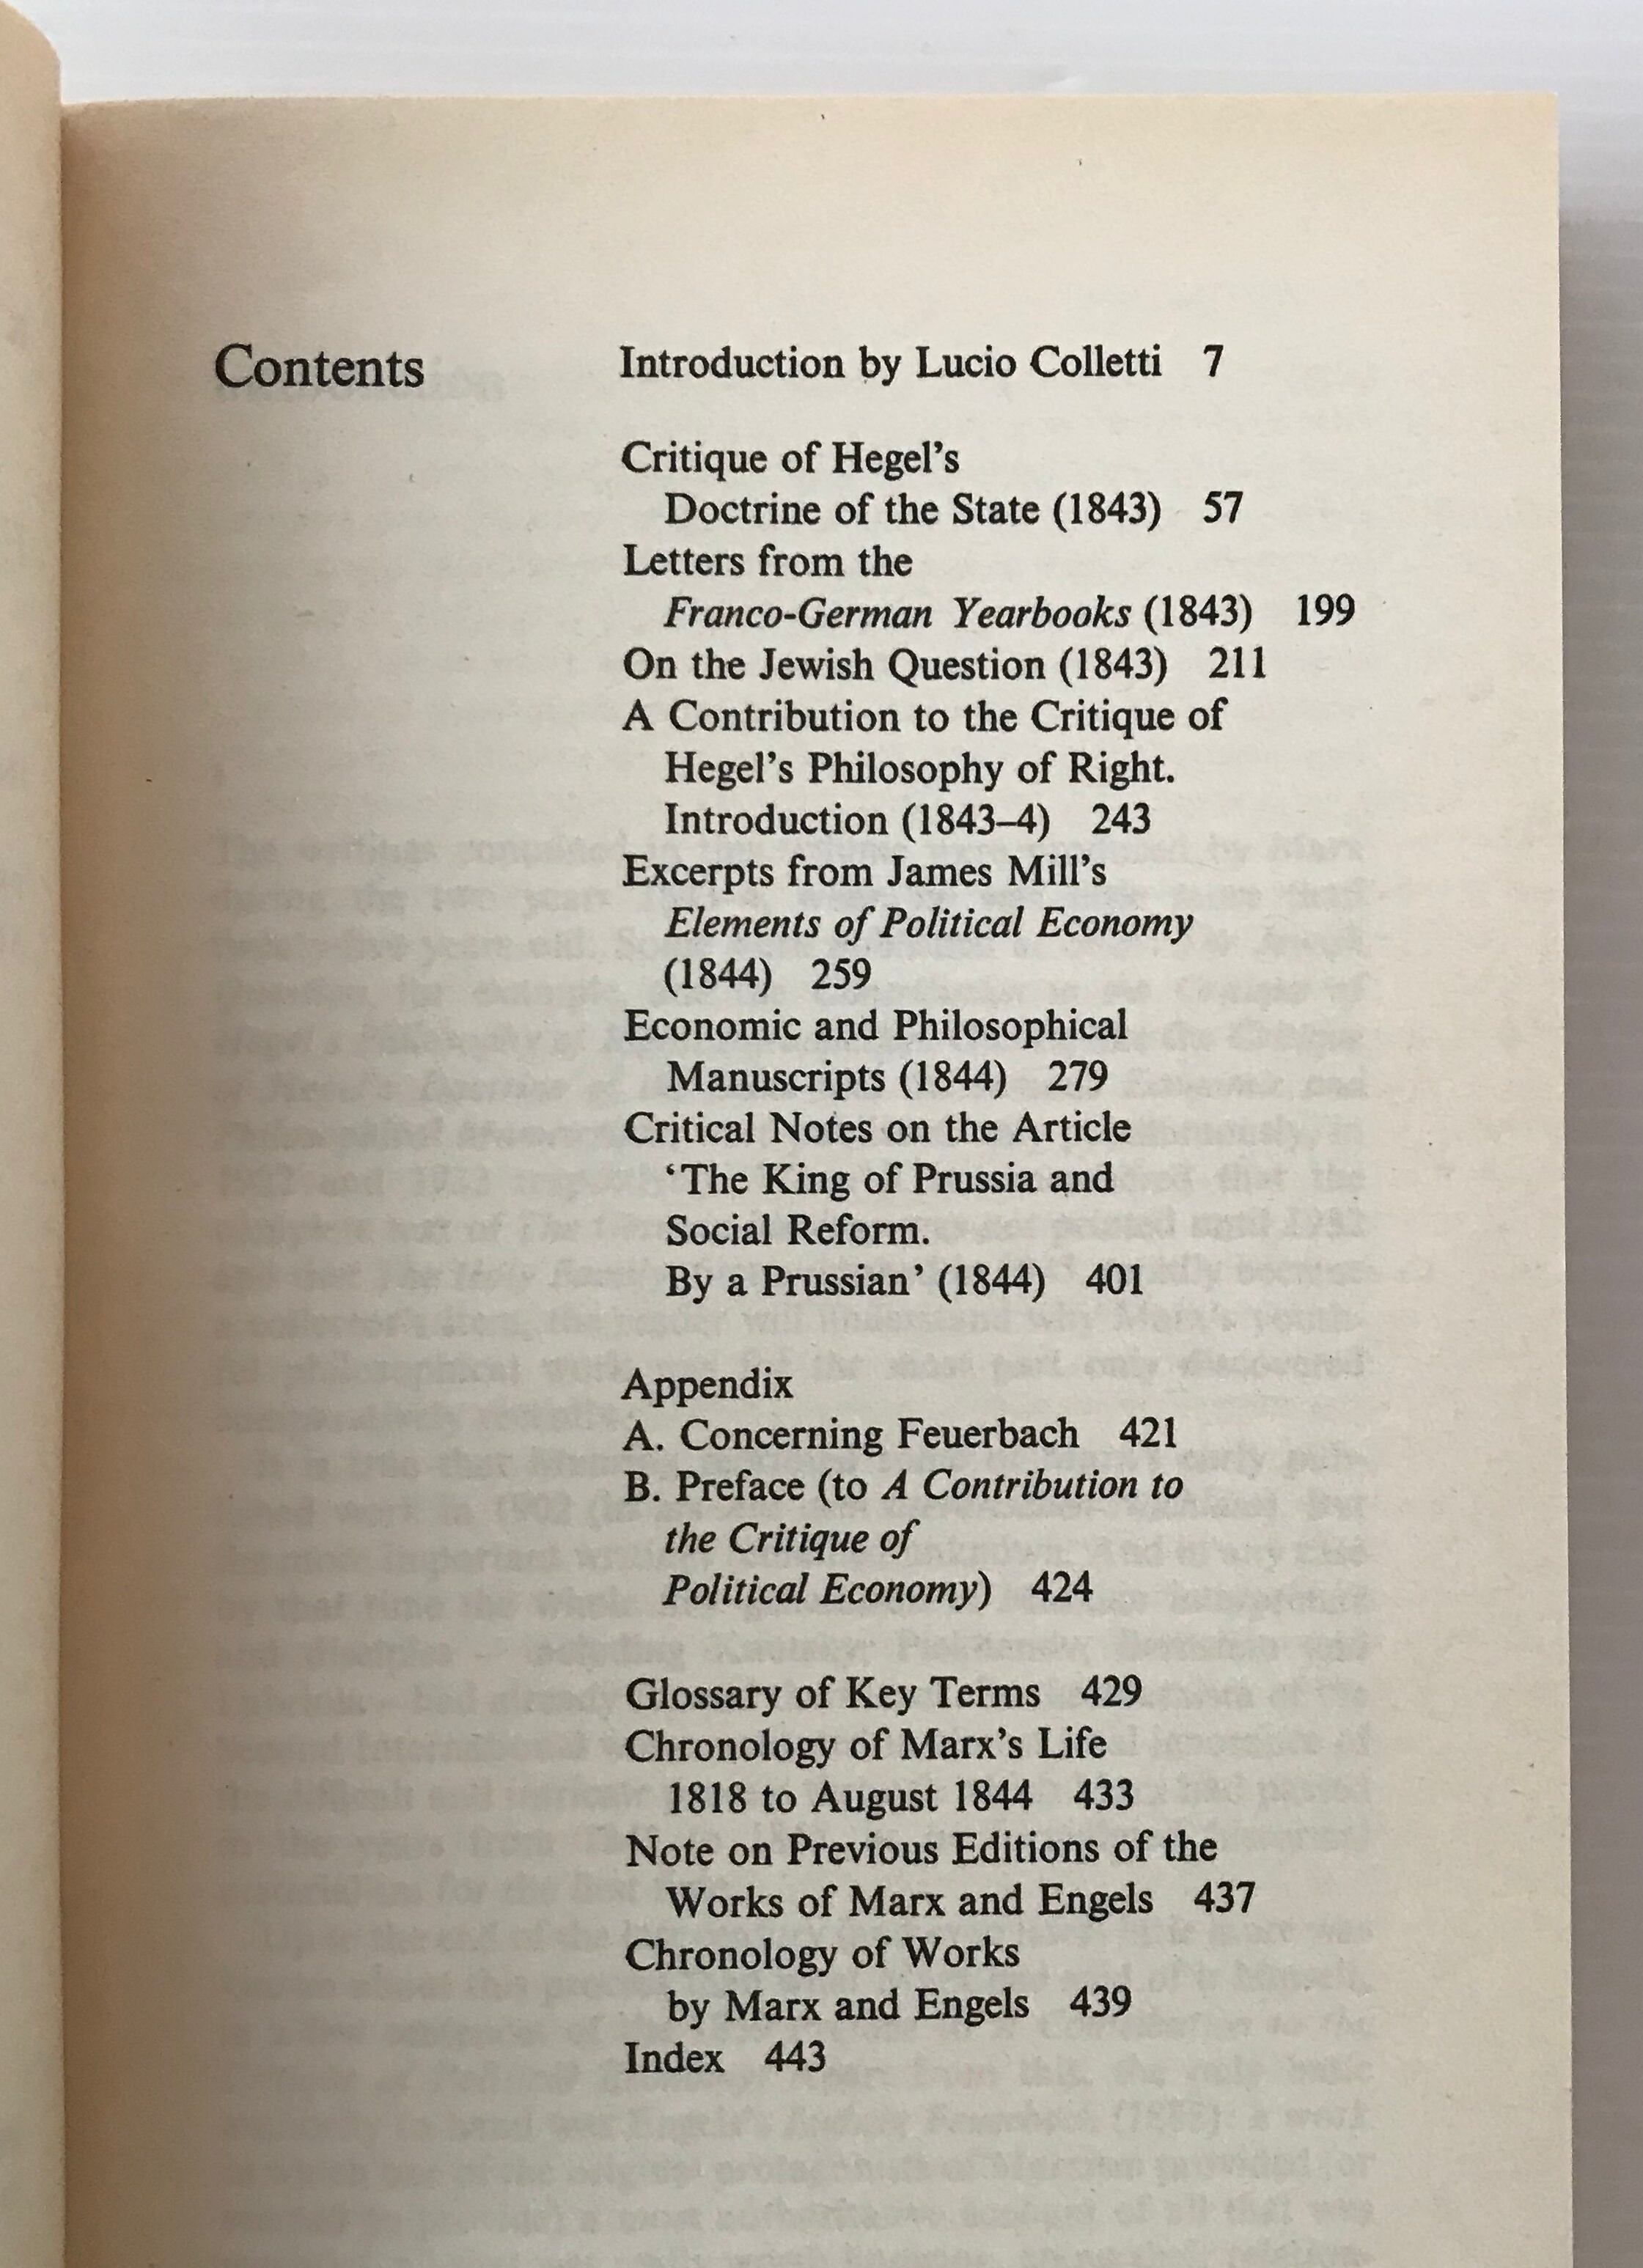 Contents
Introduction by Lucio Colletti 7
Critique of Hegel's
Doctrine of the State (1843) 57
Letters from the
Franco-German Yearbooks (1843) 199
On the Jewish Question (1843) 211
A Contribution to the Critique of
Hegel's Philosophy of Right.
Introduction (1843–4) 243
Excerpts from James Mill's
Elements of Political Economy
(1844) 259
Economic and Philosophical
Manuscripts (1844) 279
Critical Notes on the Article
‘The King of Prussia and
Social Reform.
By a Prussian’ (1844) 401
Appendix
A. Concerning Feuerbach 421
B. Preface (to A Contribution to
the Critique of
Political Economy) 424
Glossary of Key Terms 429
Chronology of Marx's Life
1818 to August 1844 433
Note on Previous Editions of the
Works of Marx and Engels 437
Chronology of Works
by Marx and Engels 439
Index 443